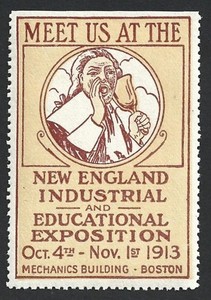 MEET US AT THE
NEW ENGLAND
INDUSTRIAL
AND
EDUCATIONAL
EXPOSITION
OCT. 4TH - NOV. 1ST 1913
MECHANICS BUILDING - BOSTON